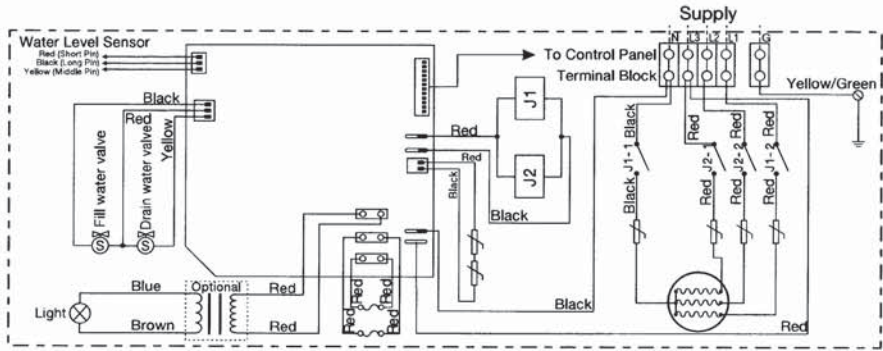 Supply
N L3 L2 L1 G
Water Level Sensor
Red (Short Pin)
Black (Long Pin)
Yellow (Middle Pin)
To Control Panel
Terminal Block
Yellow/Green
Black
Red
Yellow
Fill water valve
Drain water valve
S
S
J1
J2
Red
Red
Black
Black
Black
J1-1
Black
Red
J2-1
Red
Red
J2-2
Red
Red
J1-2
Red
Light
Blue
Brown
Optional
Red
Red
Red
Red
Red
Red
Black
Red